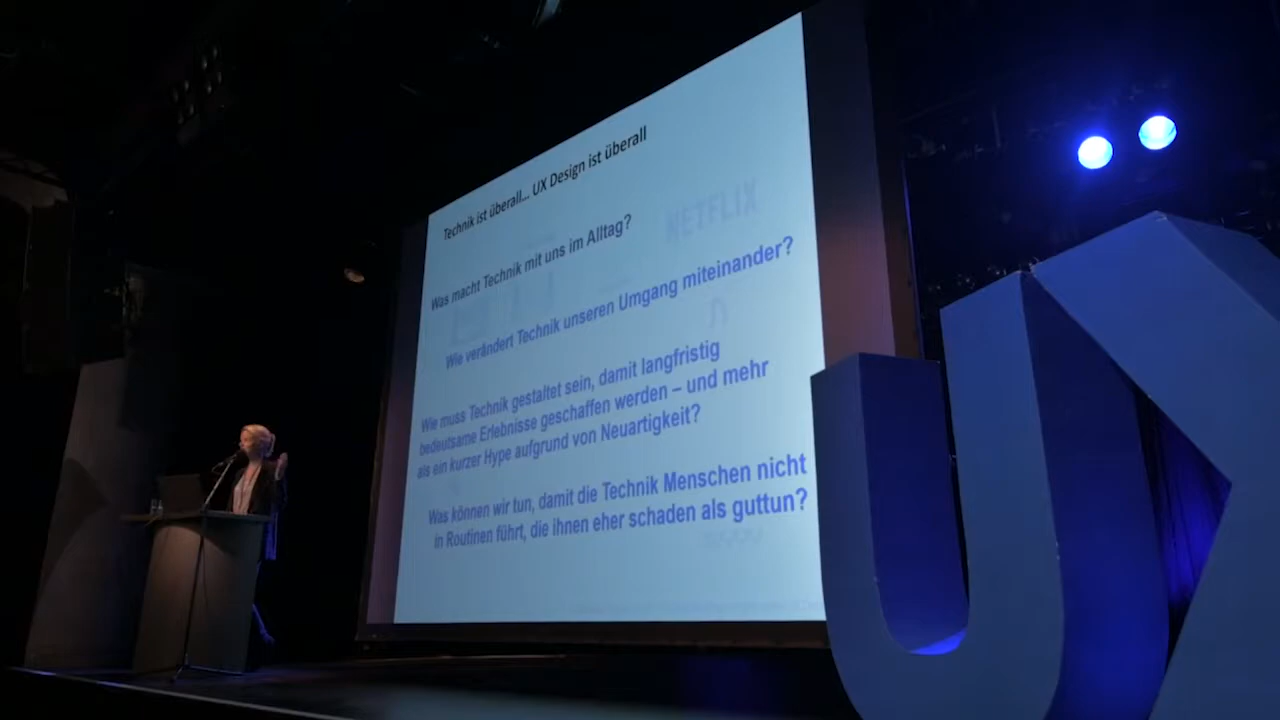 Technik ist überall... UX Design ist überall
NETFLIX
Was macht Technik mit uns im Alltag?
Wie verändert Technik unseren Umgang miteinander?
Wie muss Technik gestaltet sein, damit langfristig
bedeutsame Erlebnisse geschaffen werden – und mehr
als ein kurzer Hype aufgrund von Neuartigkeit?
Was können wir tun, damit die Technik Menschen nicht
in Routinen führt, die ihnen eher schaden als guttun?
UX